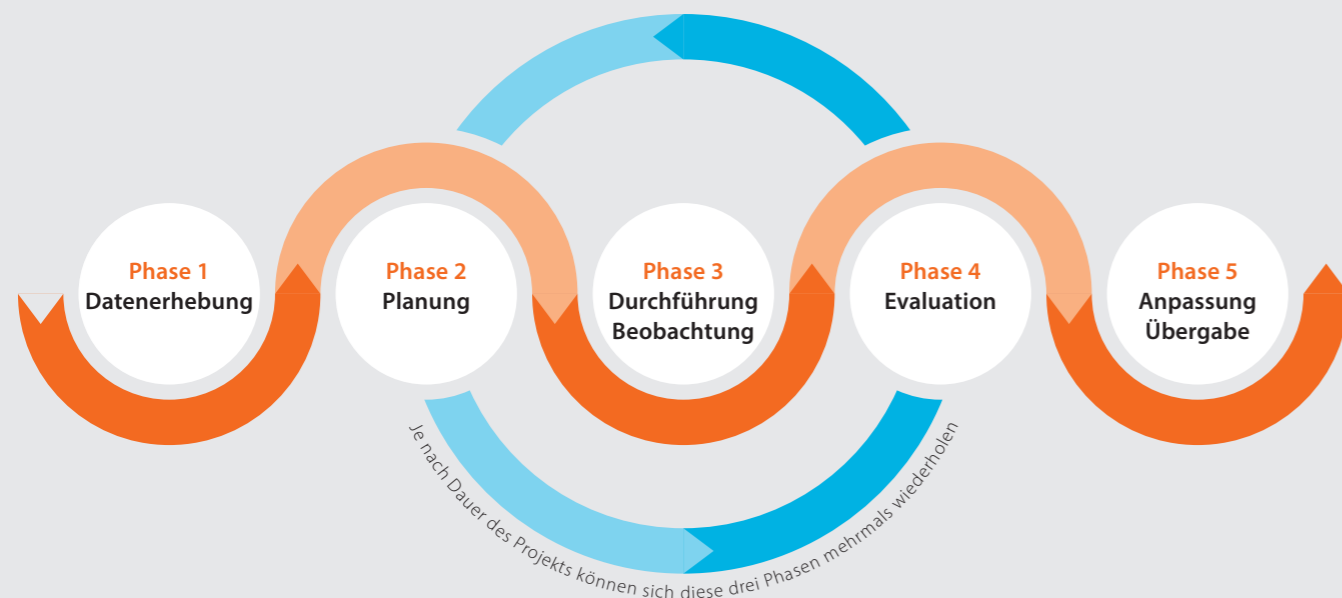 Phase 1
Datenerhebung
Phase 2
Planung
Phase 3
Durchführung
Beobachtung
Phase 4
Evaluation
Phase 5
Anpassung
Übergabe
Je nach Dauer des Projekts können sich diese drei Phasen mehrmals wiederholen